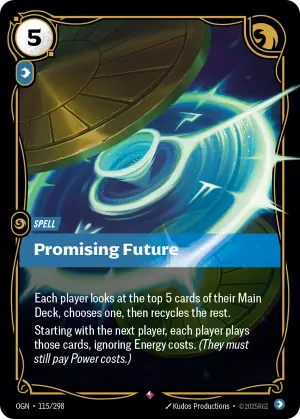 5
SPELL
Promising Future
Each player looks at the top 5 cards of their Main
Deck, chooses one, then recycles the rest.
Starting with the next player, each player plays
those cards, ignoring Energy costs. (They must
still pay Power costs.)
OGN • 115/298
Kudos Productions • ©2025RGI